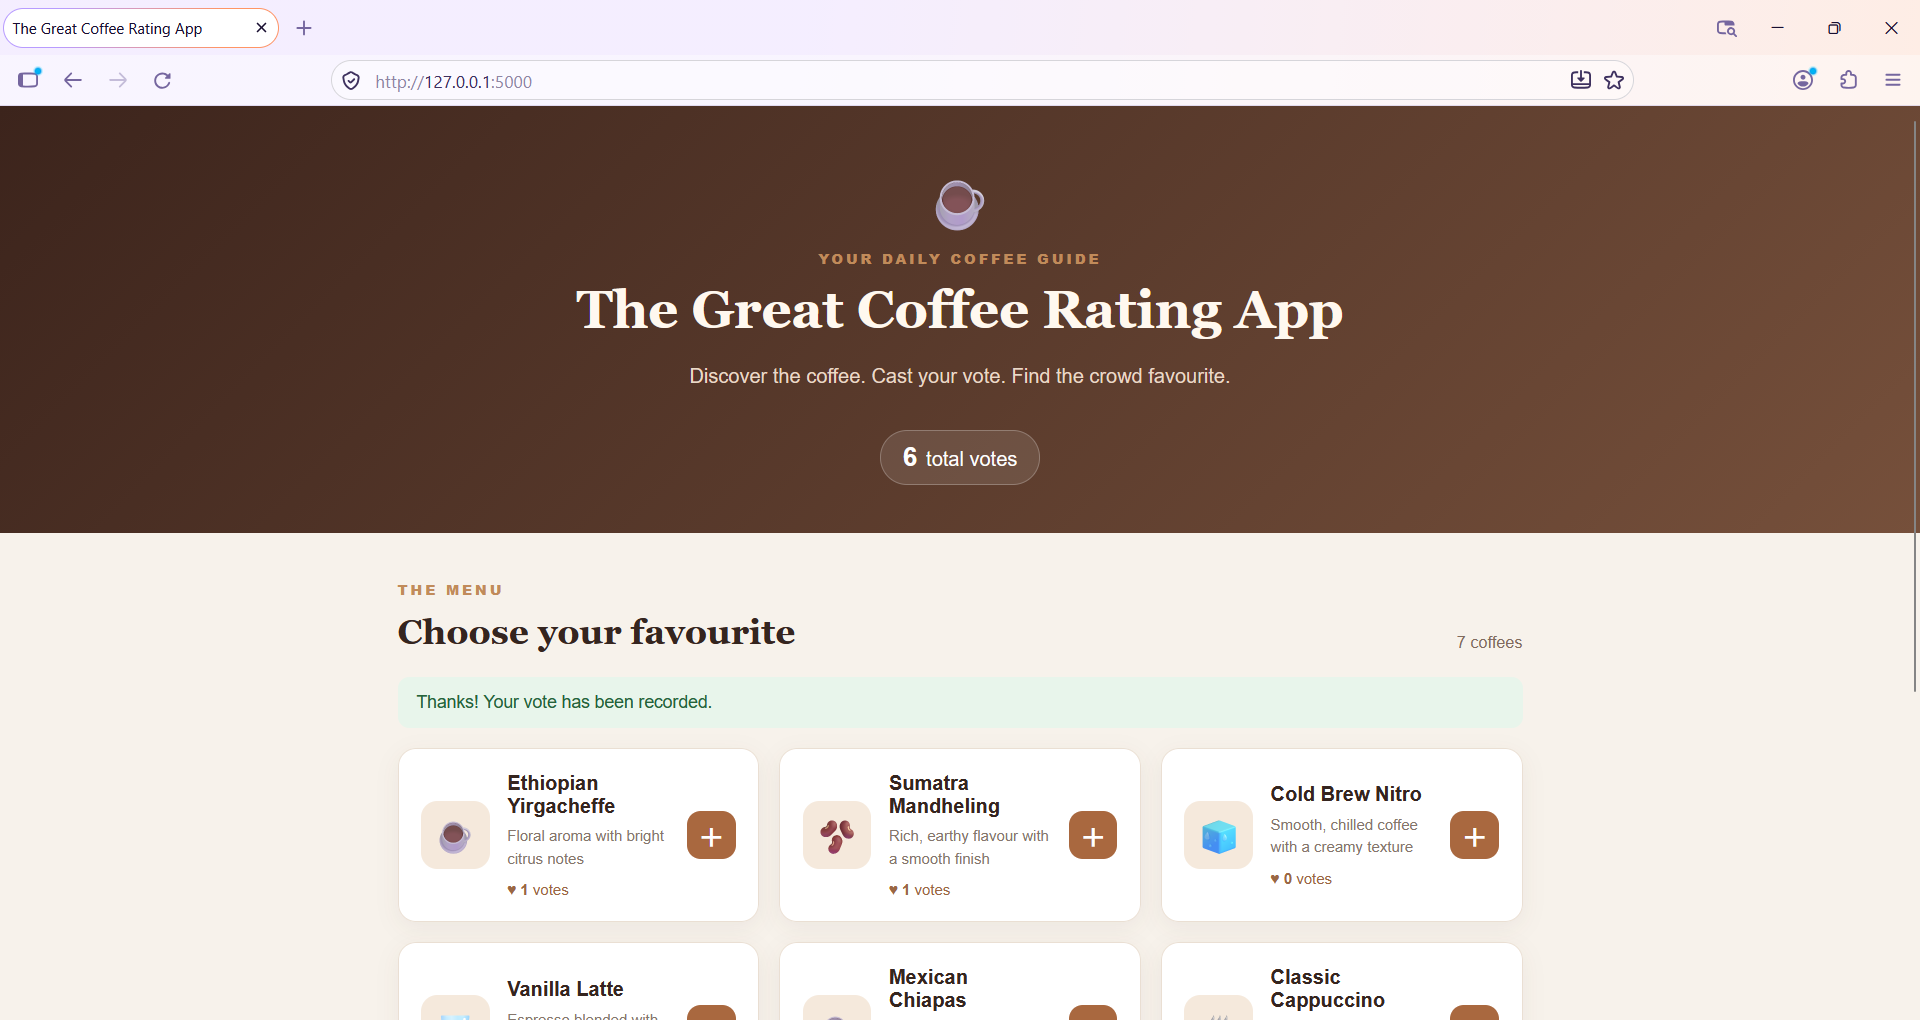 The Great Coffee Rating App
http://127.0.0.1:5000
YOUR DAILY COFFEE GUIDE
The Great Coffee Rating App
Discover the coffee. Cast your vote. Find the crowd favourite.
6 total votes
THE MENU
Choose your favourite
7 coffees
Thanks! Your vote has been recorded.
Ethiopian
Yirgacheffe
Floral aroma with bright
citrus notes
♥ 1 votes
Sumatra
Mandheling
Rich, earthy flavour with
a smooth finish
♥ 1 votes
Cold Brew Nitro
Smooth, chilled coffee
with a creamy texture
♥ 0 votes
Vanilla Latte
Espresso blended with
Mexican
Chiapas
Classic
Cappuccino